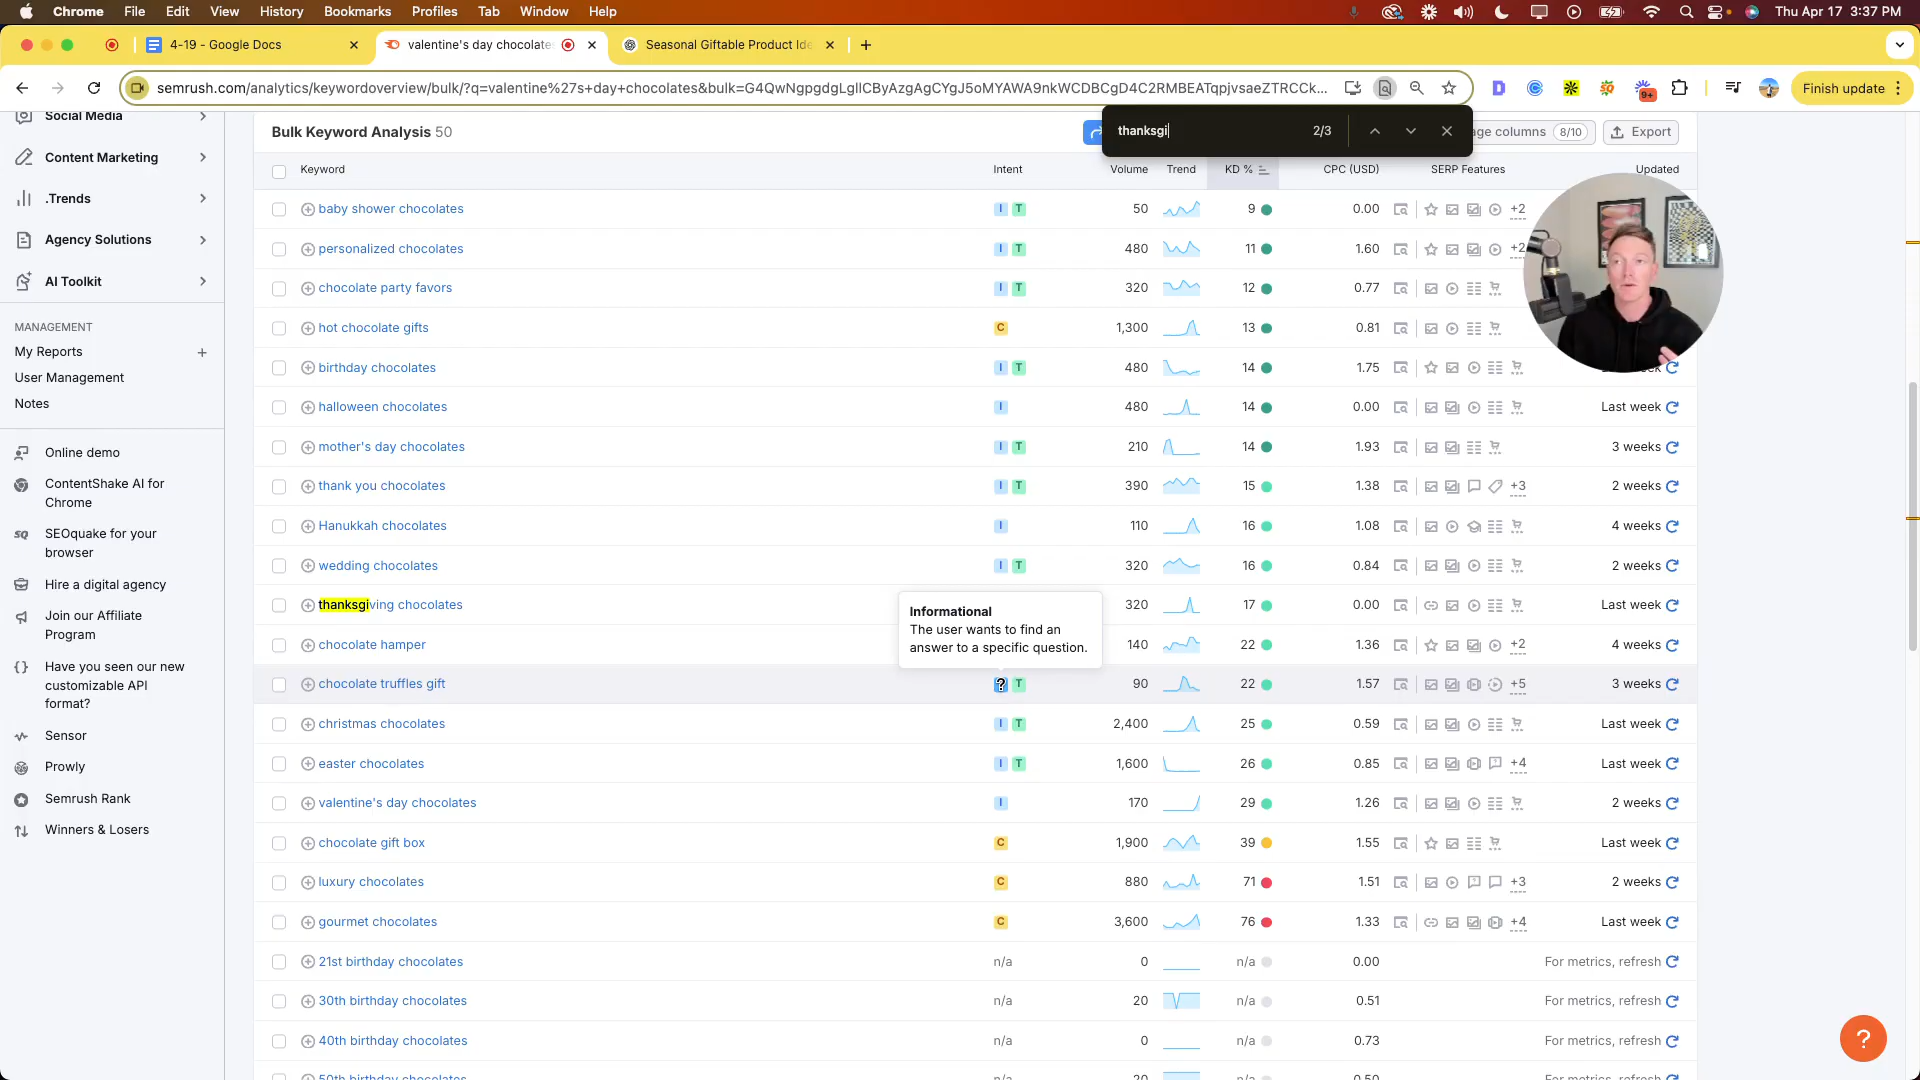 Chrome File Edit View History Bookmarks Profiles Tab Window Help Thu Apr 17 3:37 PM
4-19 - Google Docs valentine's day chocolate Seasonal Giftable Product Ide
semrush.com/analytics/keywordoverview/bulk/?q=valentine%27s+day+chocolates&bulk=G4QwNgpgdgLgIlCByAzgAgCYgJ5oMYAWA9nkWCDBCgD4C2RMBEATqpjvsaeZTRCCk... 9+ Finish update
thanksgi 2/3
Social Media
Content Marketing
.Trends
Agency Solutions
AI Toolkit
MANAGEMENT
My Reports +
User Management
Notes
Online demo
ContentShake AI for
Chrome
SEOquake for your
browser
Hire a digital agency
Join our Affiliate
Program
Have you seen our new
customizable API
format?
Sensor
Prowly
Semrush Rank
Winners & Losers
Bulk Keyword Analysis 50 age columns 8/10 Export
Keyword Intent Volume Trend KD % CPC (USD) SERP Features Updated
baby shower chocolates I T 50 9 0.00 +2
personalized chocolates I T 480 11 1.60 +2
chocolate party favors I T 320 12 0.77
hot chocolate gifts C 1,300 13 0.81
birthday chocolates I T 480 14 1.75
halloween chocolates I 480 14 0.00 Last week
mother's day chocolates I T 210 14 1.93 3 weeks
thank you chocolates I T 390 15 1.38 +3 2 weeks
Hanukkah chocolates I 110 16 1.08 4 weeks
wedding chocolates I T 320 16 0.84 2 weeks
thanksgiving chocolates 320 17 0.00 Last week
Informational
The user wants to find an
answer to a specific question.
chocolate hamper 140 22 1.36 +2 4 weeks
chocolate truffles gift ? T 90 22 1.57 +5 3 weeks
christmas chocolates I T 2,400 25 0.59 Last week
easter chocolates I T 1,600 26 0.85 +4 Last week
valentine's day chocolates I 170 29 1.26 2 weeks
chocolate gift box C 1,900 39 1.55 Last week
luxury chocolates C 880 71 1.51 +3 2 weeks
gourmet chocolates C 3,600 76 1.33 +4 Last week
21st birthday chocolates n/a 0 n/a 0.00 For metrics, refresh
30th birthday chocolates n/a 20 n/a 0.51 For metrics, refresh
40th birthday chocolates n/a 0 n/a 0.73 For metrics, refresh
50th birthday chocolates n/a 20 n/a 0.50 For metrics, refresh
?